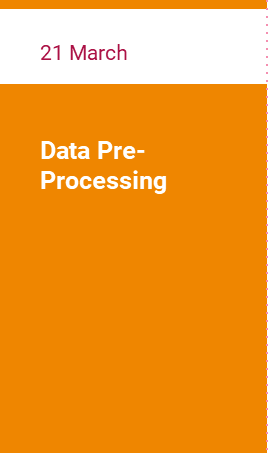 21 March
Data Pre-
Processing